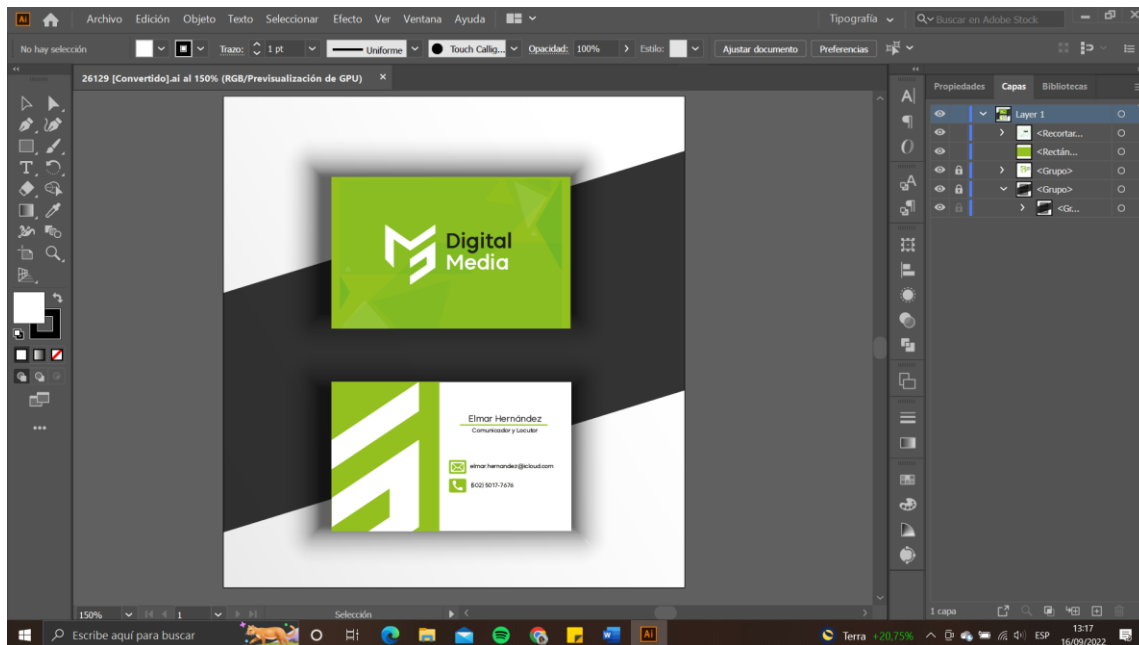 Ai Archivo Edición Objeto Texto Seleccionar Efecto Ver Ventana Ayuda Tipografía Buscar en Adobe Stock
No hay selección Trazo: 1 pt Uniforme Touch Callig... Opacidad: 100% Estilo: Ajustar documento Preferencias
26129 [Convertido].ai al 150% (RGB/Previsualización de GPU) ×
Propiedades Capas Bibliotecas
Layer 1
<Recortar...
<Rectán...
<Grupo>
<Grupo>
<Gr...
Digital
Media
Elmar Hernández
Comunicador y Locutor
elmar.hernandez@icloud.com
(602) 5017-7676
150% 1 Selección
1 capa
Escribe aquí para buscar
Ai
Terra +20,75%
ESP
13:17
16/09/2022